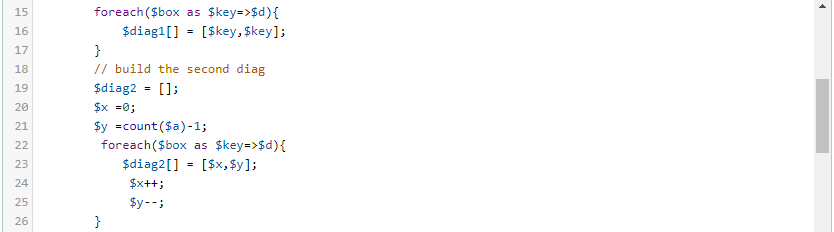 15 foreach($box as $key=>$d){
16 $diag1[] = [$key,$key];
17 }
18 // build the second diag
19 $diag2 = [];
20 $x =0;
21 $y =count($a)-1;
22 foreach($box as $key=>$d){
23 $diag2[] = [$x,$y];
24 $x++;
25 $y--;
26 }